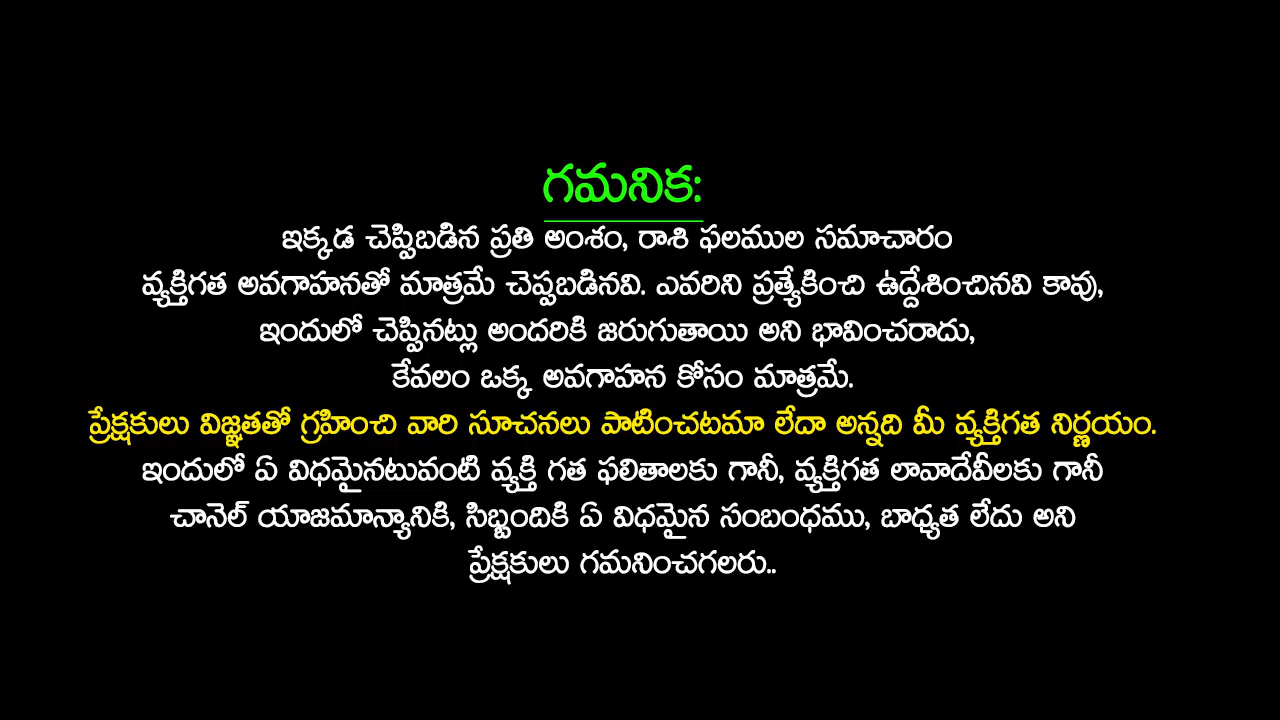 గమనిక:
ఇక్కడ చెప్పిబడిన ప్రతి అంశం, రాశి ఫలముల సమాచారం
వ్యక్తిగత అవగాహనతో మాత్రమే చెప్పబడినవి. ఎవరిని ప్రత్యేకించి ఉద్దేశించినవి కావు,
ఇందులో చెప్పినట్లు అందరికి జరుగుతాయి అని భావించరాదు,
కేవలం ఒక్క అవగాహన కోసం మాత్రమే.
ప్రేక్షకులు విజ్ఞతతో గ్రహించి వారి సూచనలు పాటించటమా లేదా అన్నది మీ వ్యక్తిగత నిర్ణయం.
ఇందులో ఏ విధమైనటువంటి వ్యక్తి గత ఫలితాలకు గానీ, వ్యక్తిగత లావాదేవీలకు గానీ
చానెల్ యాజమాన్యానికి, సిబ్బందికి ఏ విధమైన సంబంధము, బాధ్యత లేదు అని
ప్రేక్షకులు గమనించగలరు..